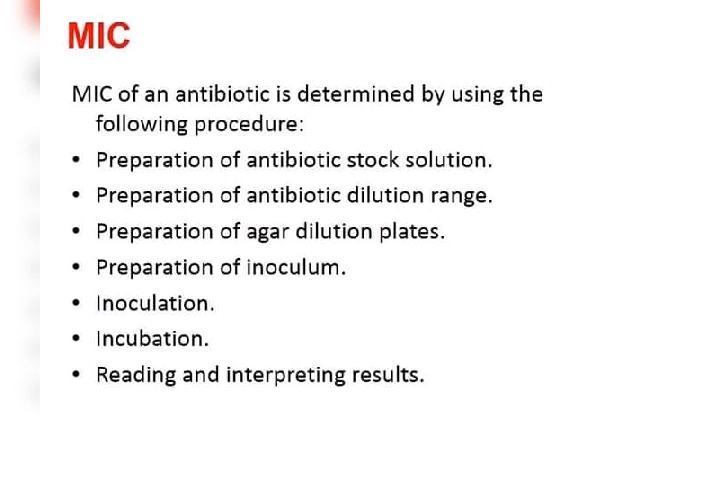 MIC
MIC of an antibiotic is determined by using the
following procedure:
• Preparation of antibiotic stock solution.
• Preparation of antibiotic dilution range.
• Preparation of agar dilution plates.
• Preparation of inoculum.
• Inoculation.
• Incubation.
• Reading and interpreting results.